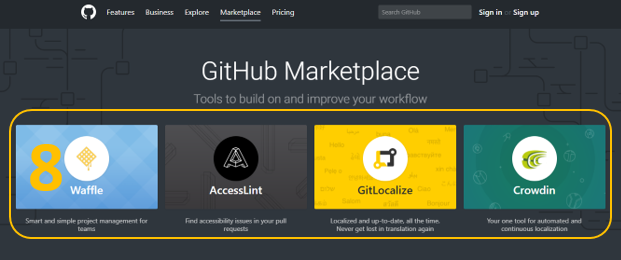 Features Business Explore Marketplace Pricing Search GitHub Sign in or Sign up
GitHub Marketplace
Tools to build on and improve your workflow
8
Waffle
Smart and simple project management for
teams
AccessLint
Find accessibility issues in your pull
requests
GitLocalize
Localized and up-to-date, all the time.
Never get lost in translation again
Crowdin
Your one tool for automated and
continuous localization